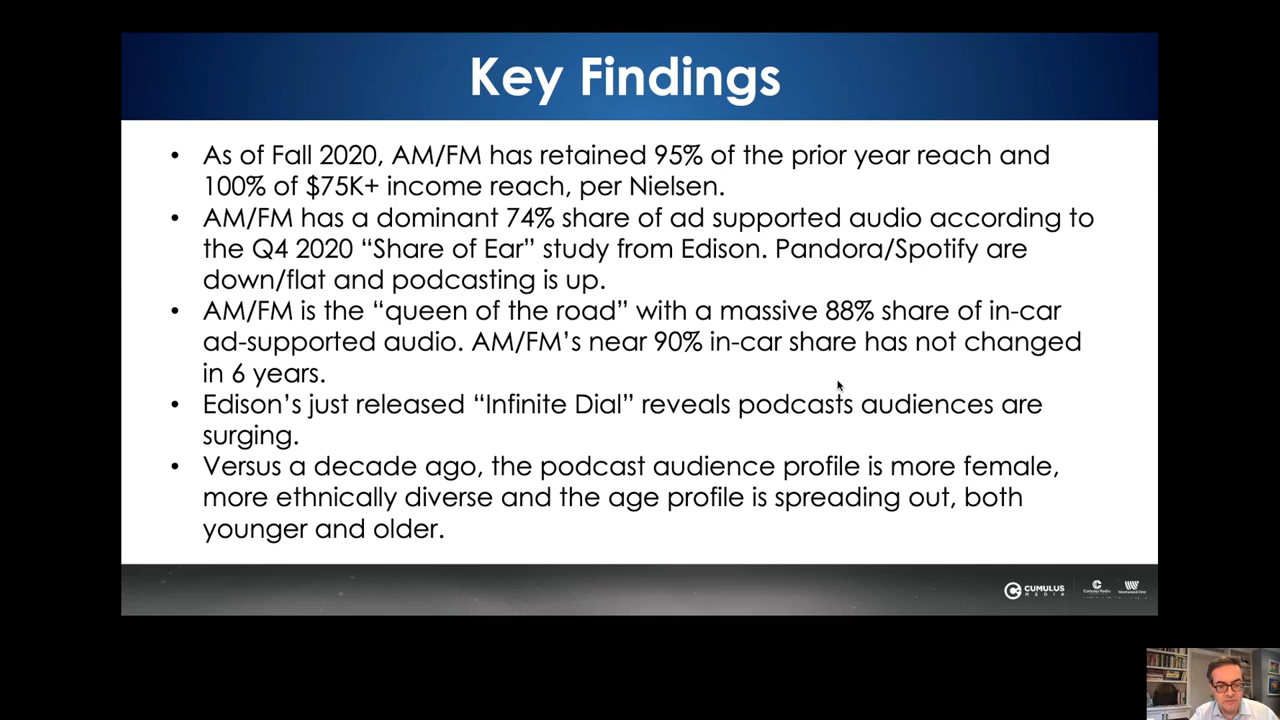 Key Findings
• As of Fall 2020, AM/FM has retained 95% of the prior year reach and
100% of $75K+ income reach, per Nielsen.
• AM/FM has a dominant 74% share of ad supported audio according to
the Q4 2020 “Share of Ear” study from Edison. Pandora/Spotify are
down/flat and podcasting is up.
• AM/FM is the “queen of the road” with a massive 88% share of in-car
ad-supported audio. AM/FM’s near 90% in-car share has not changed
in 6 years.
• Edison’s just released “Infinite Dial” reveals podcasts audiences are
surging.
• Versus a decade ago, the podcast audience profile is more female,
more ethnically diverse and the age profile is spreading out, both
younger and older.
CUMULUS
MEDIA
Cumulus Radio
Westwood One